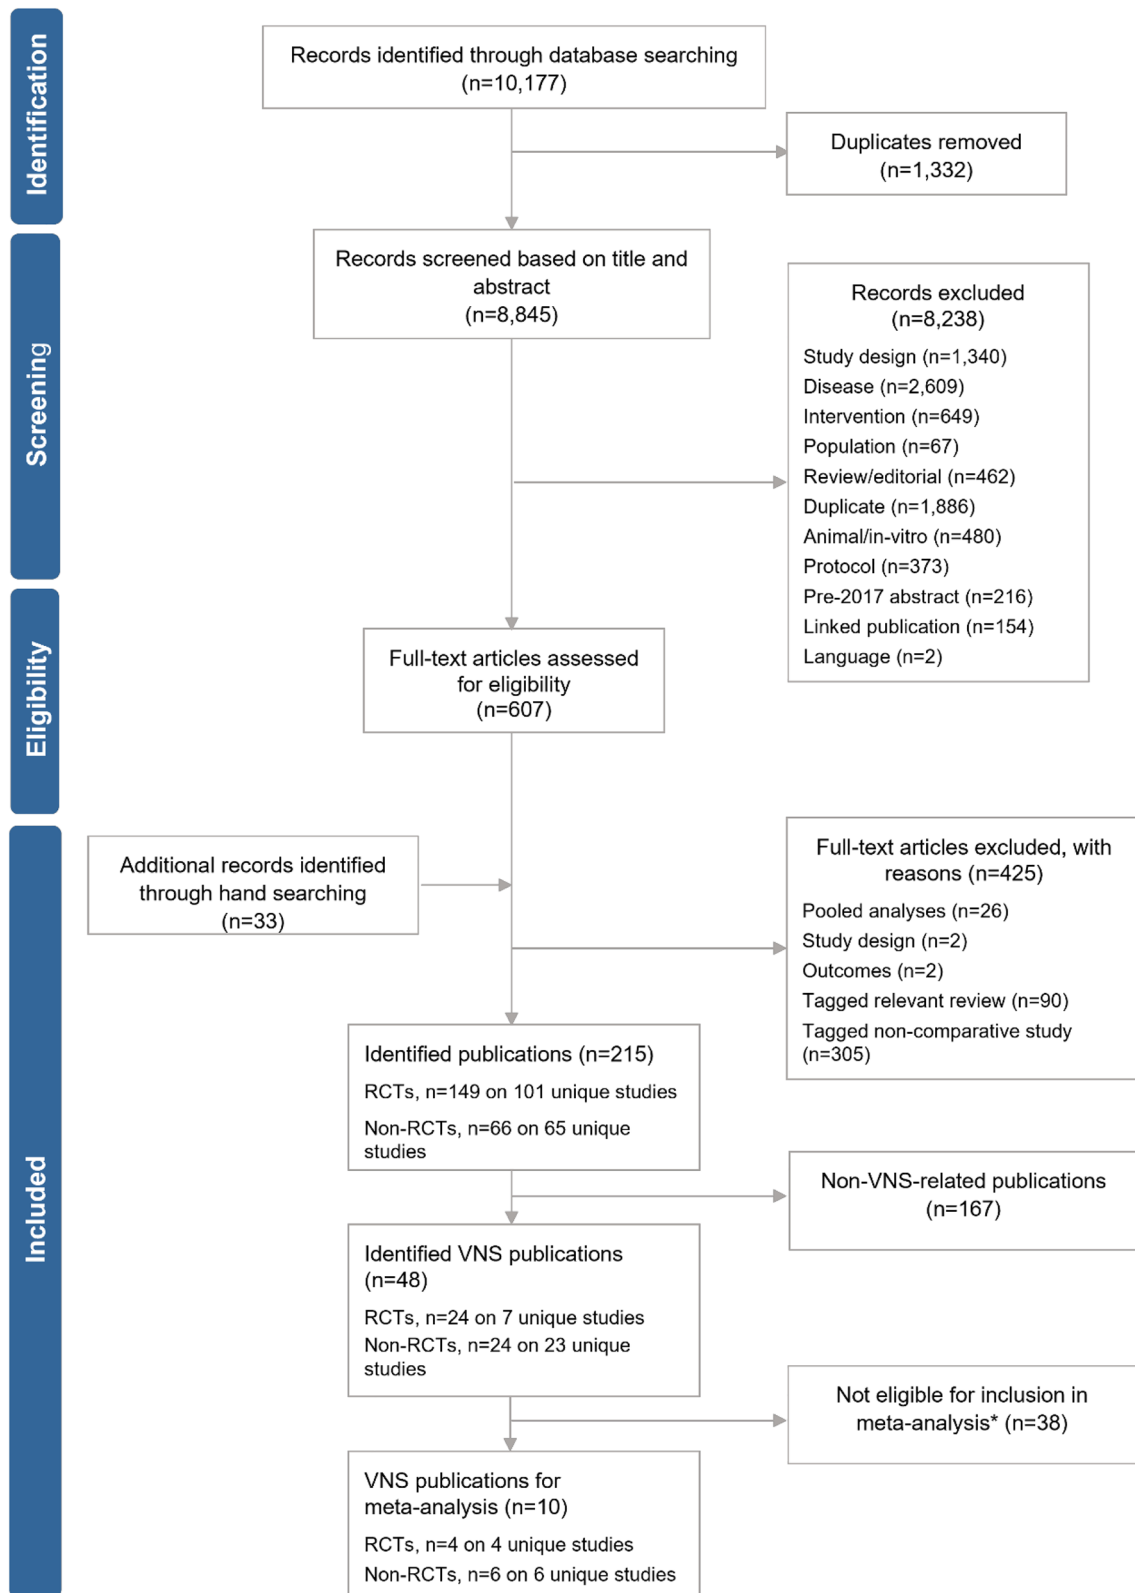 Identification
Records identified through database searching
(n=10,177)
Duplicates removed
(n=1,332)
Screening
Records screened based on title and
abstract
(n=8,845)
Records excluded
(n=8,238)
Study design (n=1,340)
Disease (n=2,609)
Intervention (n=649)
Population (n=67)
Review/editorial (n=462)
Duplicate (n=1,886)
Animal/in-vitro (n=480)
Protocol (n=373)
Pre-2017 abstract (n=216)
Linked publication (n=154)
Language (n=2)
Eligibility
Full-text articles assessed
for eligibility
(n=607)
Included
Additional records identified
through hand searching
(n=33)
Full-text articles excluded, with
reasons (n=425)
Pooled analyses (n=26)
Study design (n=2)
Outcomes (n=2)
Tagged relevant review (n=90)
Tagged non-comparative study
(n=305)
Identified publications (n=215)
RCTs, n=149 on 101 unique studies
Non-RCTs, n=66 on 65 unique
studies
Non-VNS-related publications
(n=167)
Identified VNS publications
(n=48)
RCTs, n=24 on 7 unique studies
Non-RCTs, n=24 on 23 unique
studies
Not eligible for inclusion in
meta-analysis* (n=38)
VNS publications for
meta-analysis (n=10)
RCTs, n=4 on 4 unique studies
Non-RCTs, n=6 on 6 unique studies